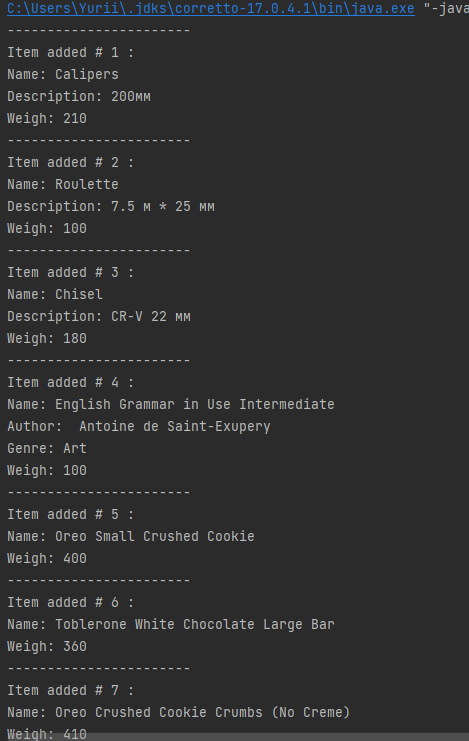 C:\Users\Yurii\.jdks\corretto-17.0.4.1\bin\java.exe "-java
-----------------------
Item added # 1 :
Name: Calipers
Description: 200мм
Weigh: 210
-----------------------
Item added # 2 :
Name: Roulette
Description: 7.5 м * 25 мм
Weigh: 100
-----------------------
Item added # 3 :
Name: Chisel
Description: CR-V 22 мм
Weigh: 180
-----------------------
Item added # 4 :
Name: English Grammar in Use Intermediate
Author:  Antoine de Saint-Exupery
Genre: Art
Weigh: 100
-----------------------
Item added # 5 :
Name: Oreo Small Crushed Cookie
Weigh: 400
-----------------------
Item added # 6 :
Name: Toblerone White Chocolate Large Bar
Weigh: 360
-----------------------
Item added # 7 :
Name: Oreo Crushed Cookie Crumbs (No Creme)
Weigh: 410